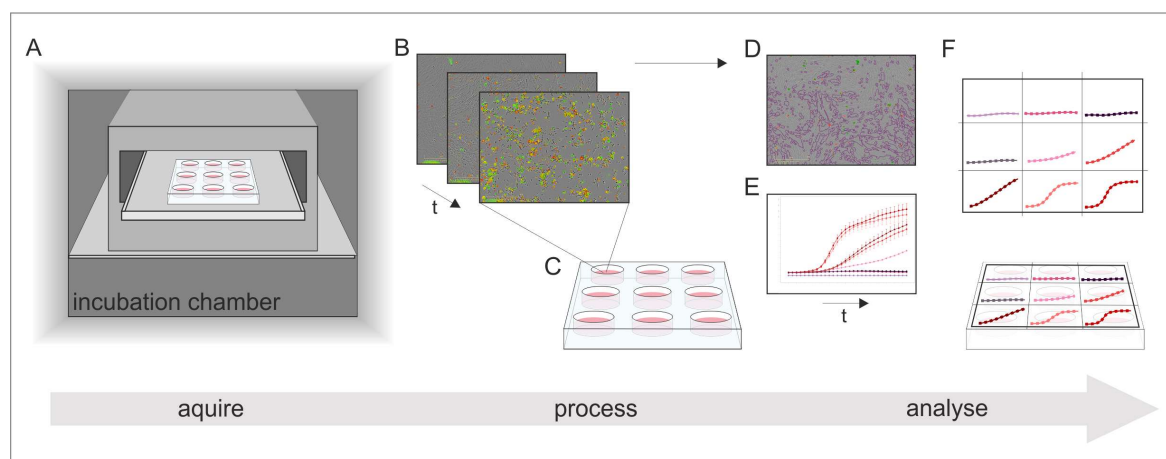 A
B
D
F
t
E
C
incubation chamber
t
aquire
process
analyse